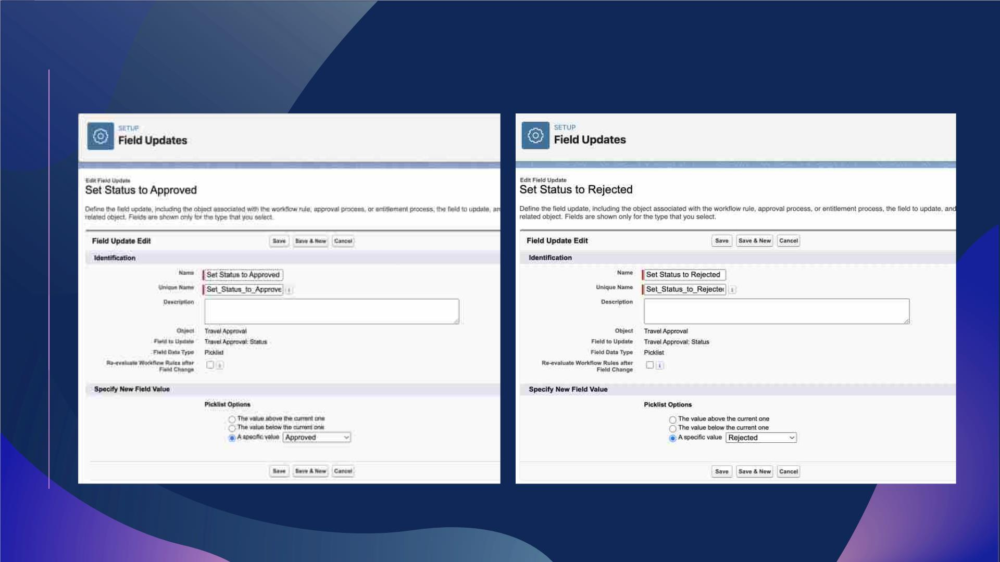 SETUP
Field Updates
Edit Field Update
Set Status to Approved
Define the field update, including the object associated with the workflow rule, approval process, or entitlement process, the field to update, an
related object. Fields are shown only for the type that you select.
Field Update Edit
Save Save & New Cancel
Identification
Name Set Status to Approved
Unique Name Set_Status_to_Approve i
Description
Object Travel Approval
Field to Update Travel Approval: Status
Field Data Type Picklist
Re-evaluate Workflow Rules after
Field Change i
Specify New Field Value
Picklist Options
The value above the current one
The value below the current one
A specific value Approved
Save Save & New Cancel
SETUP
Field Updates
Edit Field Update
Set Status to Rejected
Define the field update, including the object associated with the workflow rule, approval process, or entitlement process, the field to update, and
related object. Fields are shown only for the type that you select.
Field Update Edit
Save Save & New Cancel
Identification
Name Set Status to Rejected
Unique Name Set_Status_to_Rejected i
Description
Object Travel Approval
Field to Update Travel Approval: Status
Field Data Type Picklist
Re-evaluate Workflow Rules after
Field Change i
Specify New Field Value
Picklist Options
The value above the current one
The value below the current one
A specific value Rejected
Save Save & New Cancel